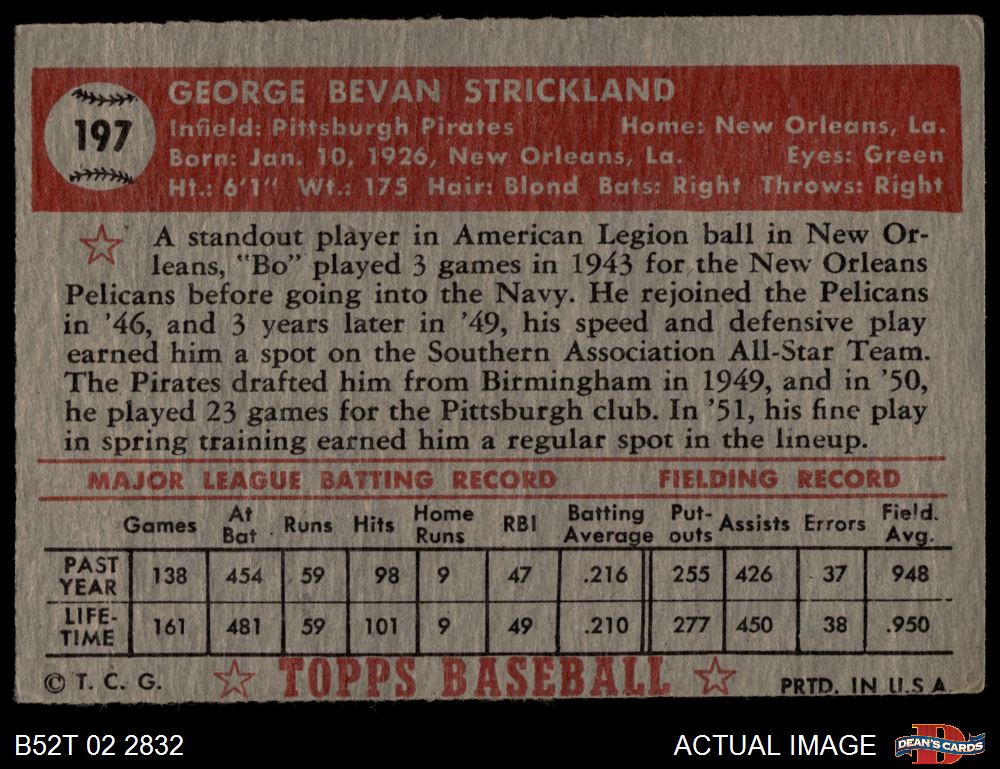 197
GEORGE BEVAN STRICKLAND
Infield: Pittsburgh Pirates Home: New Orleans, La.
Born: Jan. 10, 1926, New Orleans, La. Eyes: Green
Ht.: 6'1" Wt.: 175 Hair: Blond Bats: Right Throws: Right
A standout player in American Legion ball in New Or-
leans, "Bo" played 3 games in 1943 for the New Orleans
Pelicans before going into the Navy. He rejoined the Pelicans
in '46, and 3 years later in '49, his speed and defensive play
earned him a spot on the Southern Association All-Star Team.
The Pirates drafted him from Birmingham in 1949, and in '50,
he played 23 games for the Pittsburgh club. In '51, his fine play
in spring training earned him a regular spot in the lineup.
MAJOR LEAGUE BATTING RECORD FIELDING RECORD
Games At Bat Runs Hits Home Runs RBI Batting Average Put-outs Assists Errors Field. Avg.
PAST YEAR 138 454 59 98 9 47 .216 255 426 37 948
LIFE-TIME 161 481 59 101 9 49 .210 277 450 38 .950
© T. C. G. TOPPS BASEBALL PRTD. IN U.S.A.
B52T 02 2832 ACTUAL IMAGE D DEAN'S CARDS